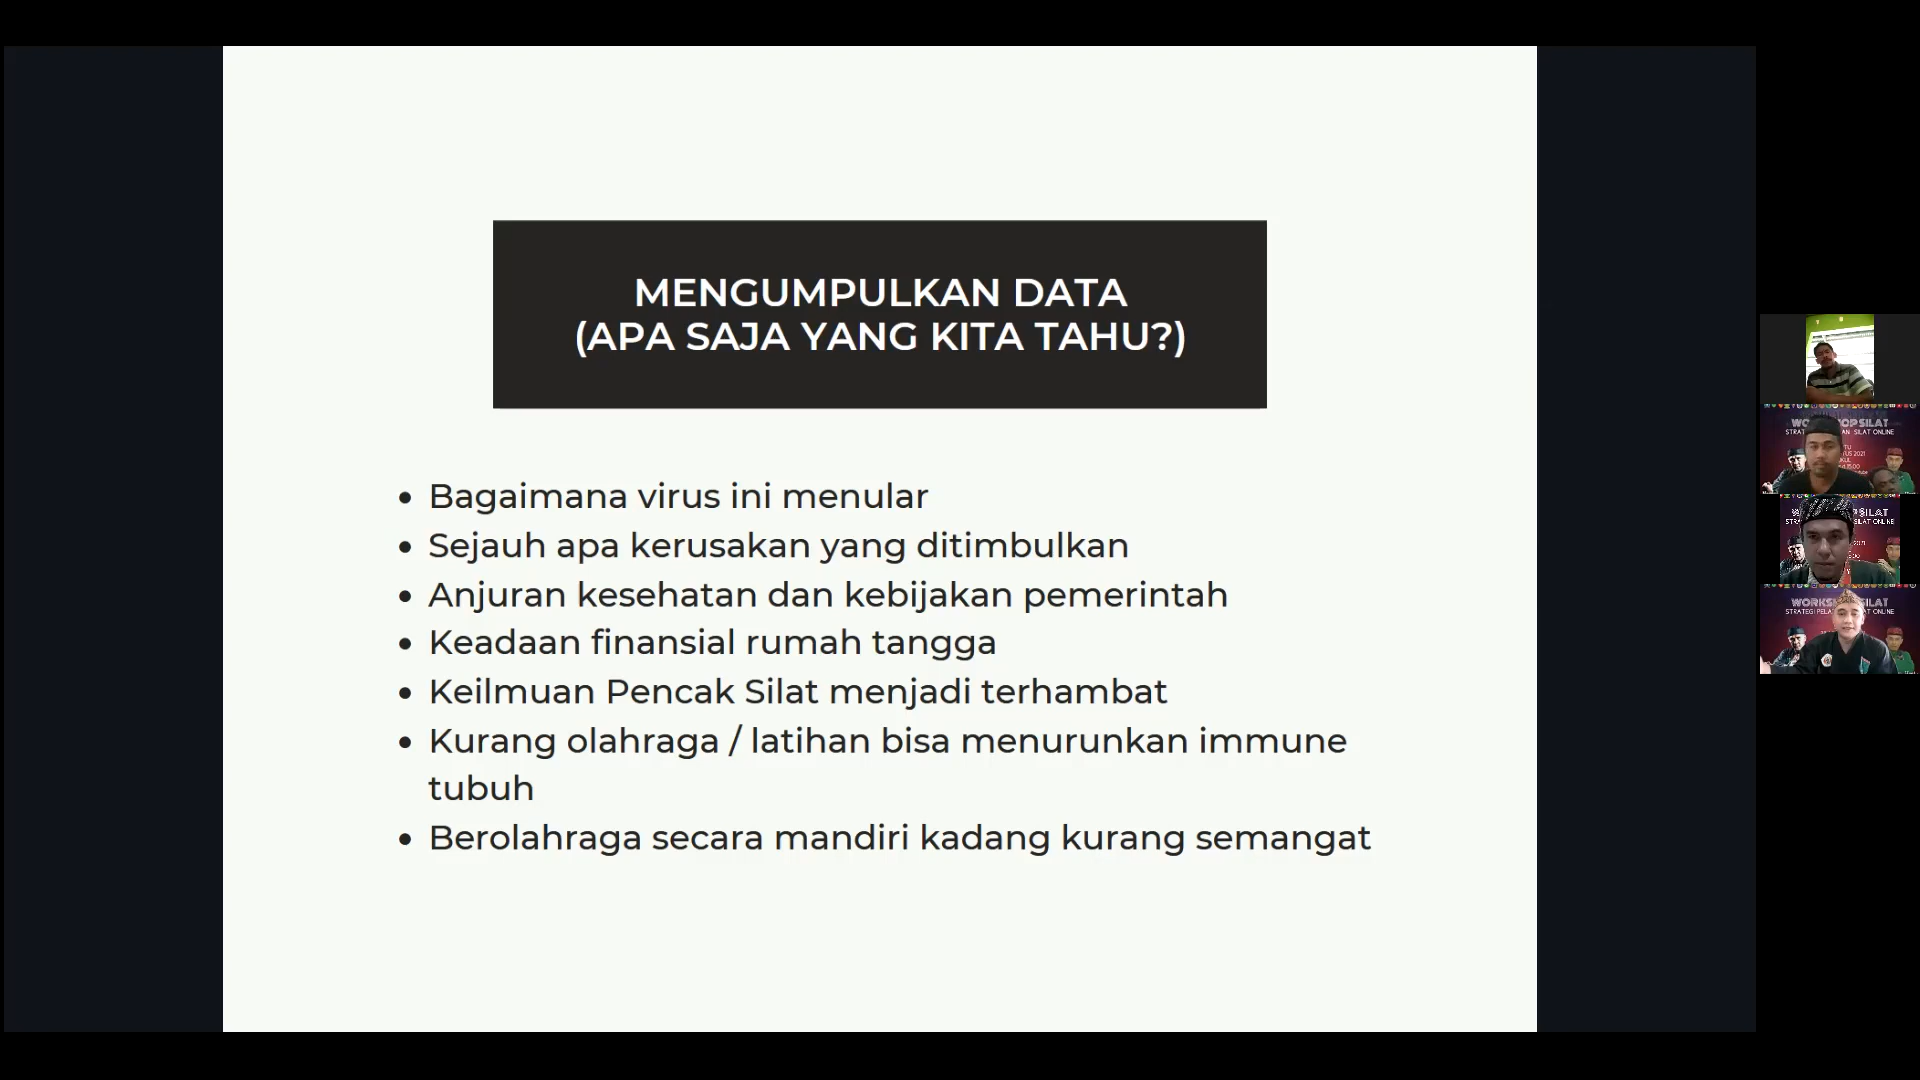 MENGUMPULKAN DATA
(APA SAJA YANG KITA TAHU?)
• Bagaimana virus ini menular
• Sejauh apa kerusakan yang ditimbulkan
• Anjuran kesehatan dan kebijakan pemerintah
• Keadaan finansial rumah tangga
• Keilmuan Pencak Silat menjadi terhambat
• Kurang olahraga / latihan bisa menurunkan immune
tubuh
• Berolahraga secara mandiri kadang kurang semangat
SILAT ONLINE